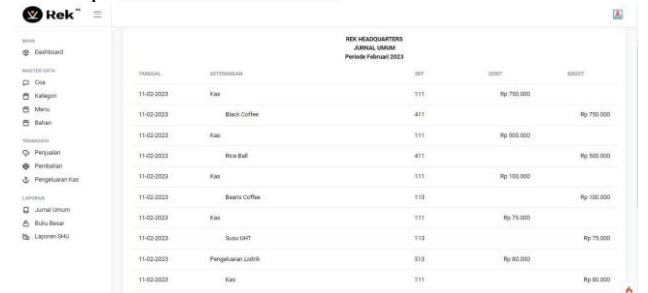 Rek
MAIN
Dashboard
MASTER DATA
Coa
Kategori
Menu
Bahan
TRANSAKSI
Penjualan
Pembelian
Pengeluaran Kas
LAPORAN
Jurnal Umum
Buku Besar
Laporan SHU
REK HEADQUARTERS
JURNAL UMUM
Periode Februari 2023
TANGGAL KETERANGAN REF DEBIT KREDIT
11-02-2023 Kas 111 Rp 750.000
11-02-2023 Black Coffee 411 Rp 750.000
11-02-2023 Kas 111 Rp 500.000
11-02-2023 Rice Ball 411 Rp 500.000
11-02-2023 Kas 111 Rp 100.000
11-02-2023 Beans Coffee 113 Rp 100.000
11-02-2023 Kas 111 Rp 75.000
11-02-2023 Susu UHT 113 Rp 75.000
11-02-2023 Pengeluaran Listrik 513 Rp 80.000
11-02-2023 Kas 111 Rp 80.000